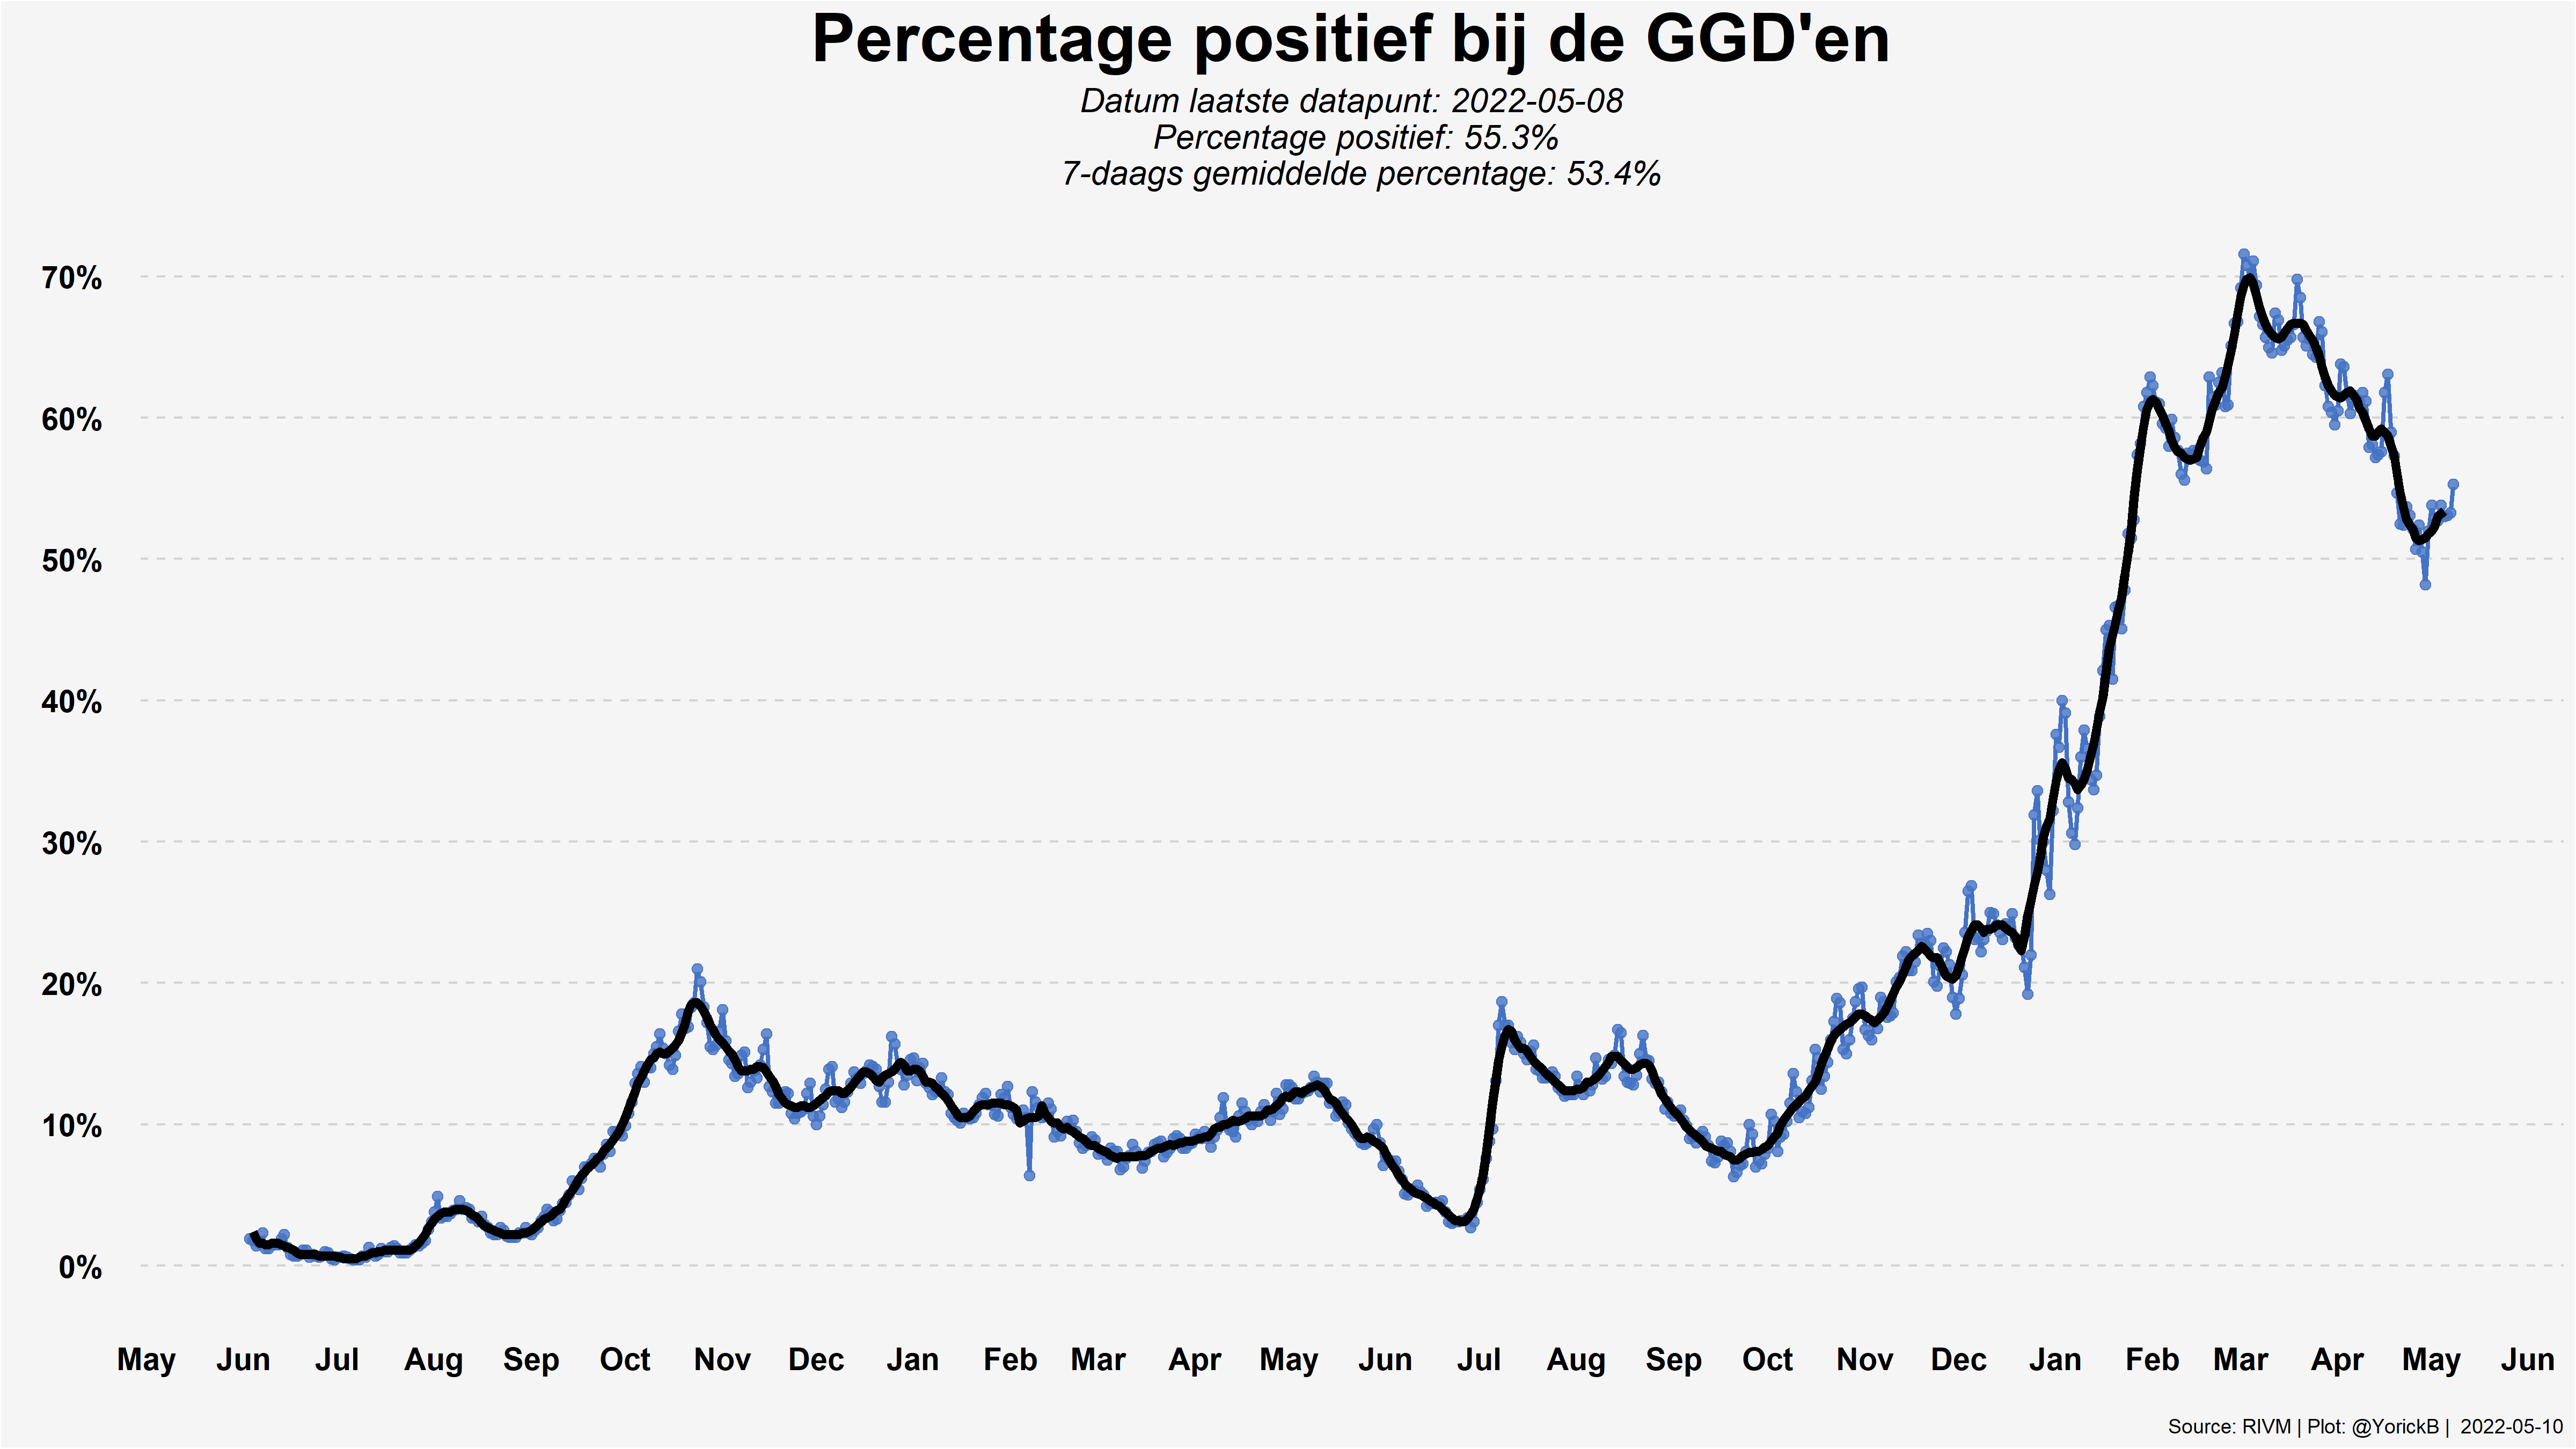 Percentage positief bij de GGD'en
Datum laatste datapunt: 2022-05-08
Percentage positief: 55.3%
7-daags gemiddelde percentage: 53.4%
70%
60%
50%
40%
30%
20%
10%
0%
May Jun Jul Aug Sep Oct Nov Dec Jan Feb Mar Apr May Jun Jul Aug Sep Oct Nov Dec Jan Feb Mar Apr May Jun
Source: RIVM | Plot: @YorickB | 2022-05-10